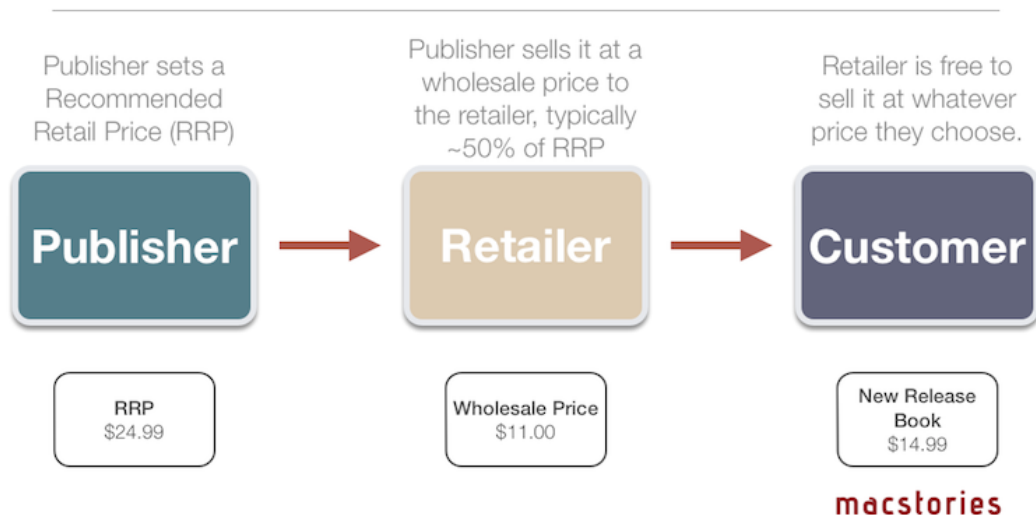 Publisher sets a
Recommended
Retail Price (RRP)
Publisher sells it at a
wholesale price to
the retailer, typically
~50% of RRP
Retailer is free to
sell it at whatever
price they choose.
Publisher
Retailer
Customer
RRP
$24.99
Wholesale Price
$11.00
New Release
Book
$14.99
macstories